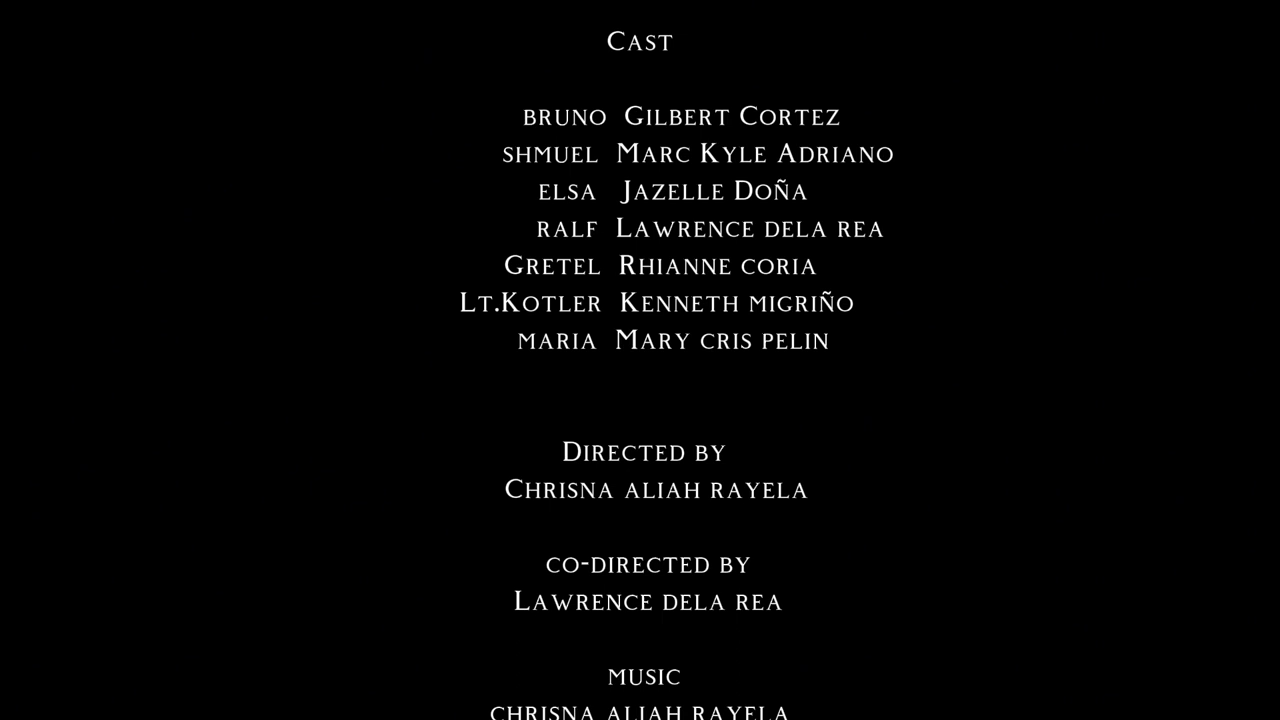 Cast
bruno Gilbert Cortez
shmuel Marc Kyle Adriano
elsa Jazelle Doña
ralf Lawrence dela rea
Gretel Rhianne coria
Lt.Kotler Kenneth migriño
maria Mary cris pelin
Directed by
Chrisna aliah rayela
co-directed by
Lawrence dela rea
music
chrisna aliah rayela